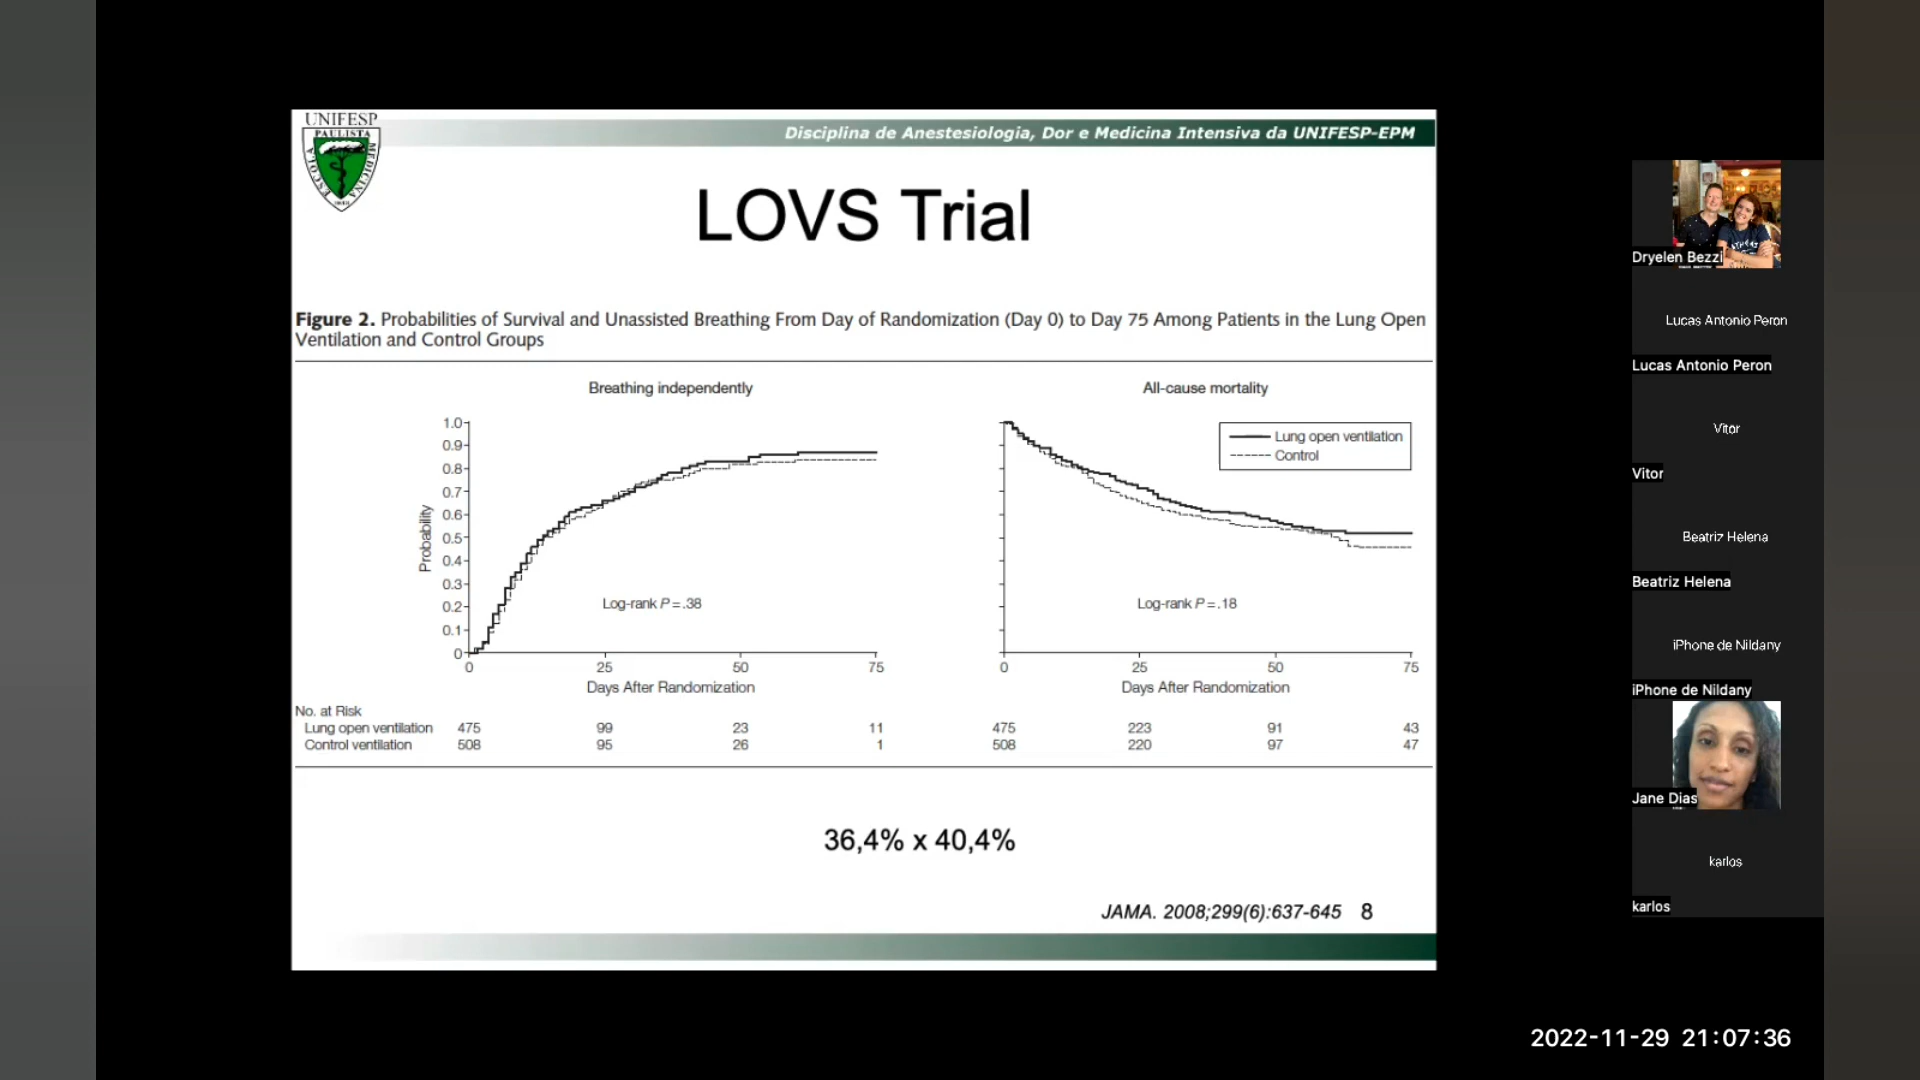 UNIFESP
PAULISTA
ESCOLA
MEDICINA
Disciplina de Anestesiologia, Dor e Medicina Intensiva da UNIFESP-EPM
LOVS Trial
Figure 2. Probabilities of Survival and Unassisted Breathing From Day of Randomization (Day 0) to Day 75 Among Patients in the Lung Open
Ventilation and Control Groups
Breathing independently
Probability
1.0
0.9
0.8
0.7
0.6
0.5
0.4
0.3
0.2
0.1
0
Log-rank P=.38
0 25 50 75
Days After Randomization
All-cause mortality
Lung open ventilation
Control
Log-rank P=.18
0 25 50 75
Days After Randomization
No. at Risk
Lung open ventilation 475 99 23 11 475 223 91 43
Control ventilation 508 95 26 1 508 220 97 47
36,4% x 40,4%
JAMA. 2008;299(6):637-645 8
Dryelen Bezzi
Lucas Antonio Peron
Lucas Antonio Peron
Vitor
Vitor
Beatriz Helena
Beatriz Helena
iPhone de Nildany
iPhone de Nildany
Jane Dias
karlos
karlos
2022-11-29 21:07:36